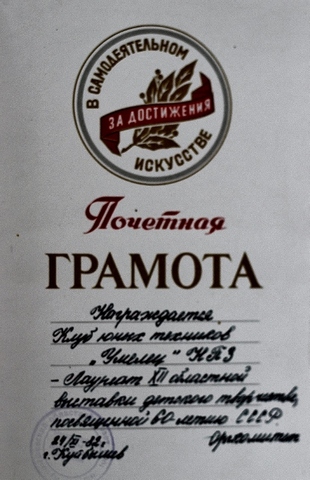 В САМОДЕЯТЕЛЬНОМ
ЗА ДОСТИЖЕНИЯ
ИСКУССТВЕ
Почетная
ГРАМОТА
Награждается
Клуб юных техников
„Умелец" КПЗ
– Лауреат XII областной
выставки детского творчества,
посвященной 60-летию СССР.
Оргкомитет
г. Куйбышев